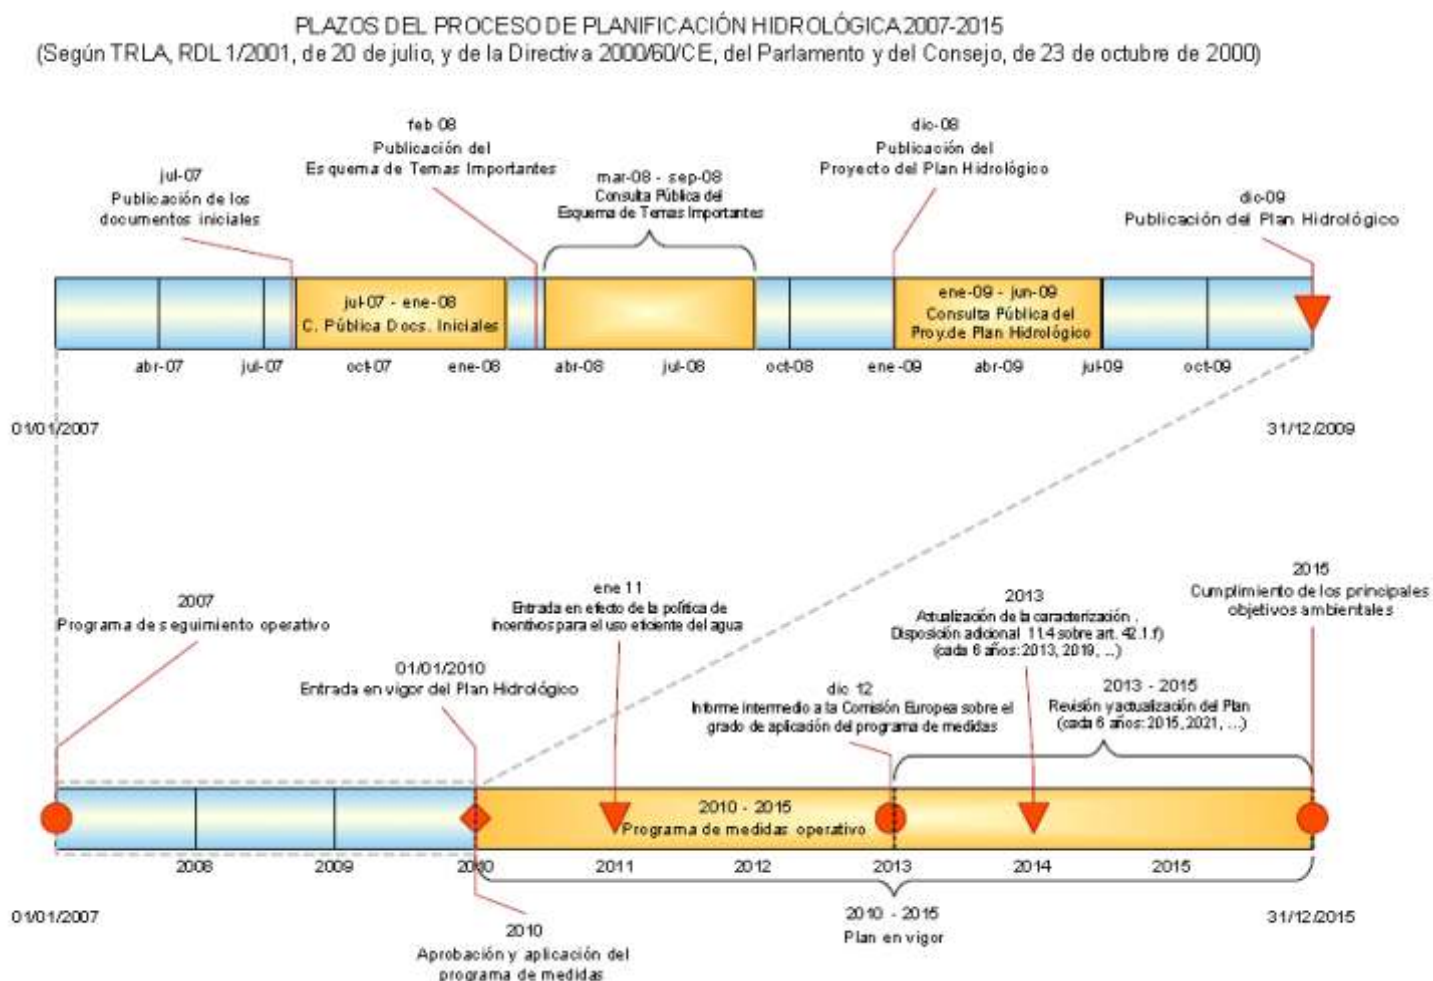 PLAZOS DEL PROCESO DE PLANIFICACIÓN HIDROLÓGICA 2007-2015
(Según TRLA, RDL 1/2001, de 20 de julio, y de la Directiva 2000/60/CE, del Parlamento y del Consejo, de 23 de octubre de 2000)
jul-07
Publicación de los
documentos iniciales
feb 08
Publicación del
Esquema de Temas Importantes
mar-08 - sep-08
Consulta Pública del
Esquema de Temas Importantes
dic-08
Publicación del
Proyecto del Plan Hidrológico
dic-09
Publicación del Plan Hidrológico
jul-07 - ene-08
C. Pública Docs. Iniciales
ene-09 - jun-09
Consulta Pública del
Proy.de Plan Hidrológico
abr-07
jul-07
oct-07
ene-08
abr-08
jul-08
oct-08
ene-09
abr-09
jul-09
oct-09
01/01/2007
31/12/2009
2007
Programa de seguimiento operativo
01/01/2010
Entrada en vigor del Plan Hidrológico
ene 11
Entrada en efecto de la política de
incentivos para el uso eficiente del agua
dic 12
Informe intermedio a la Comisión Europea sobre el
grado de aplicación del programa de medidas
2013
Actualización de la caracterización .
Disposición adicional 11.4 sobre art. 42.1.f)
(cada 6 años: 2013, 2019, ...)
2013 - 2015
Revisión y actualización del Plan
(cada 6 años: 2015, 2021, ...)
2015
Cumplimiento de los principales
objetivos ambientales
2010 - 2015
Programa de medidas operativo
2008
2009
2010
2011
2012
2013
2014
2015
01/01/2007
31/12/2015
2010
Aprobación y aplicación del
programa de medidas
2010 - 2015
Plan en vigor